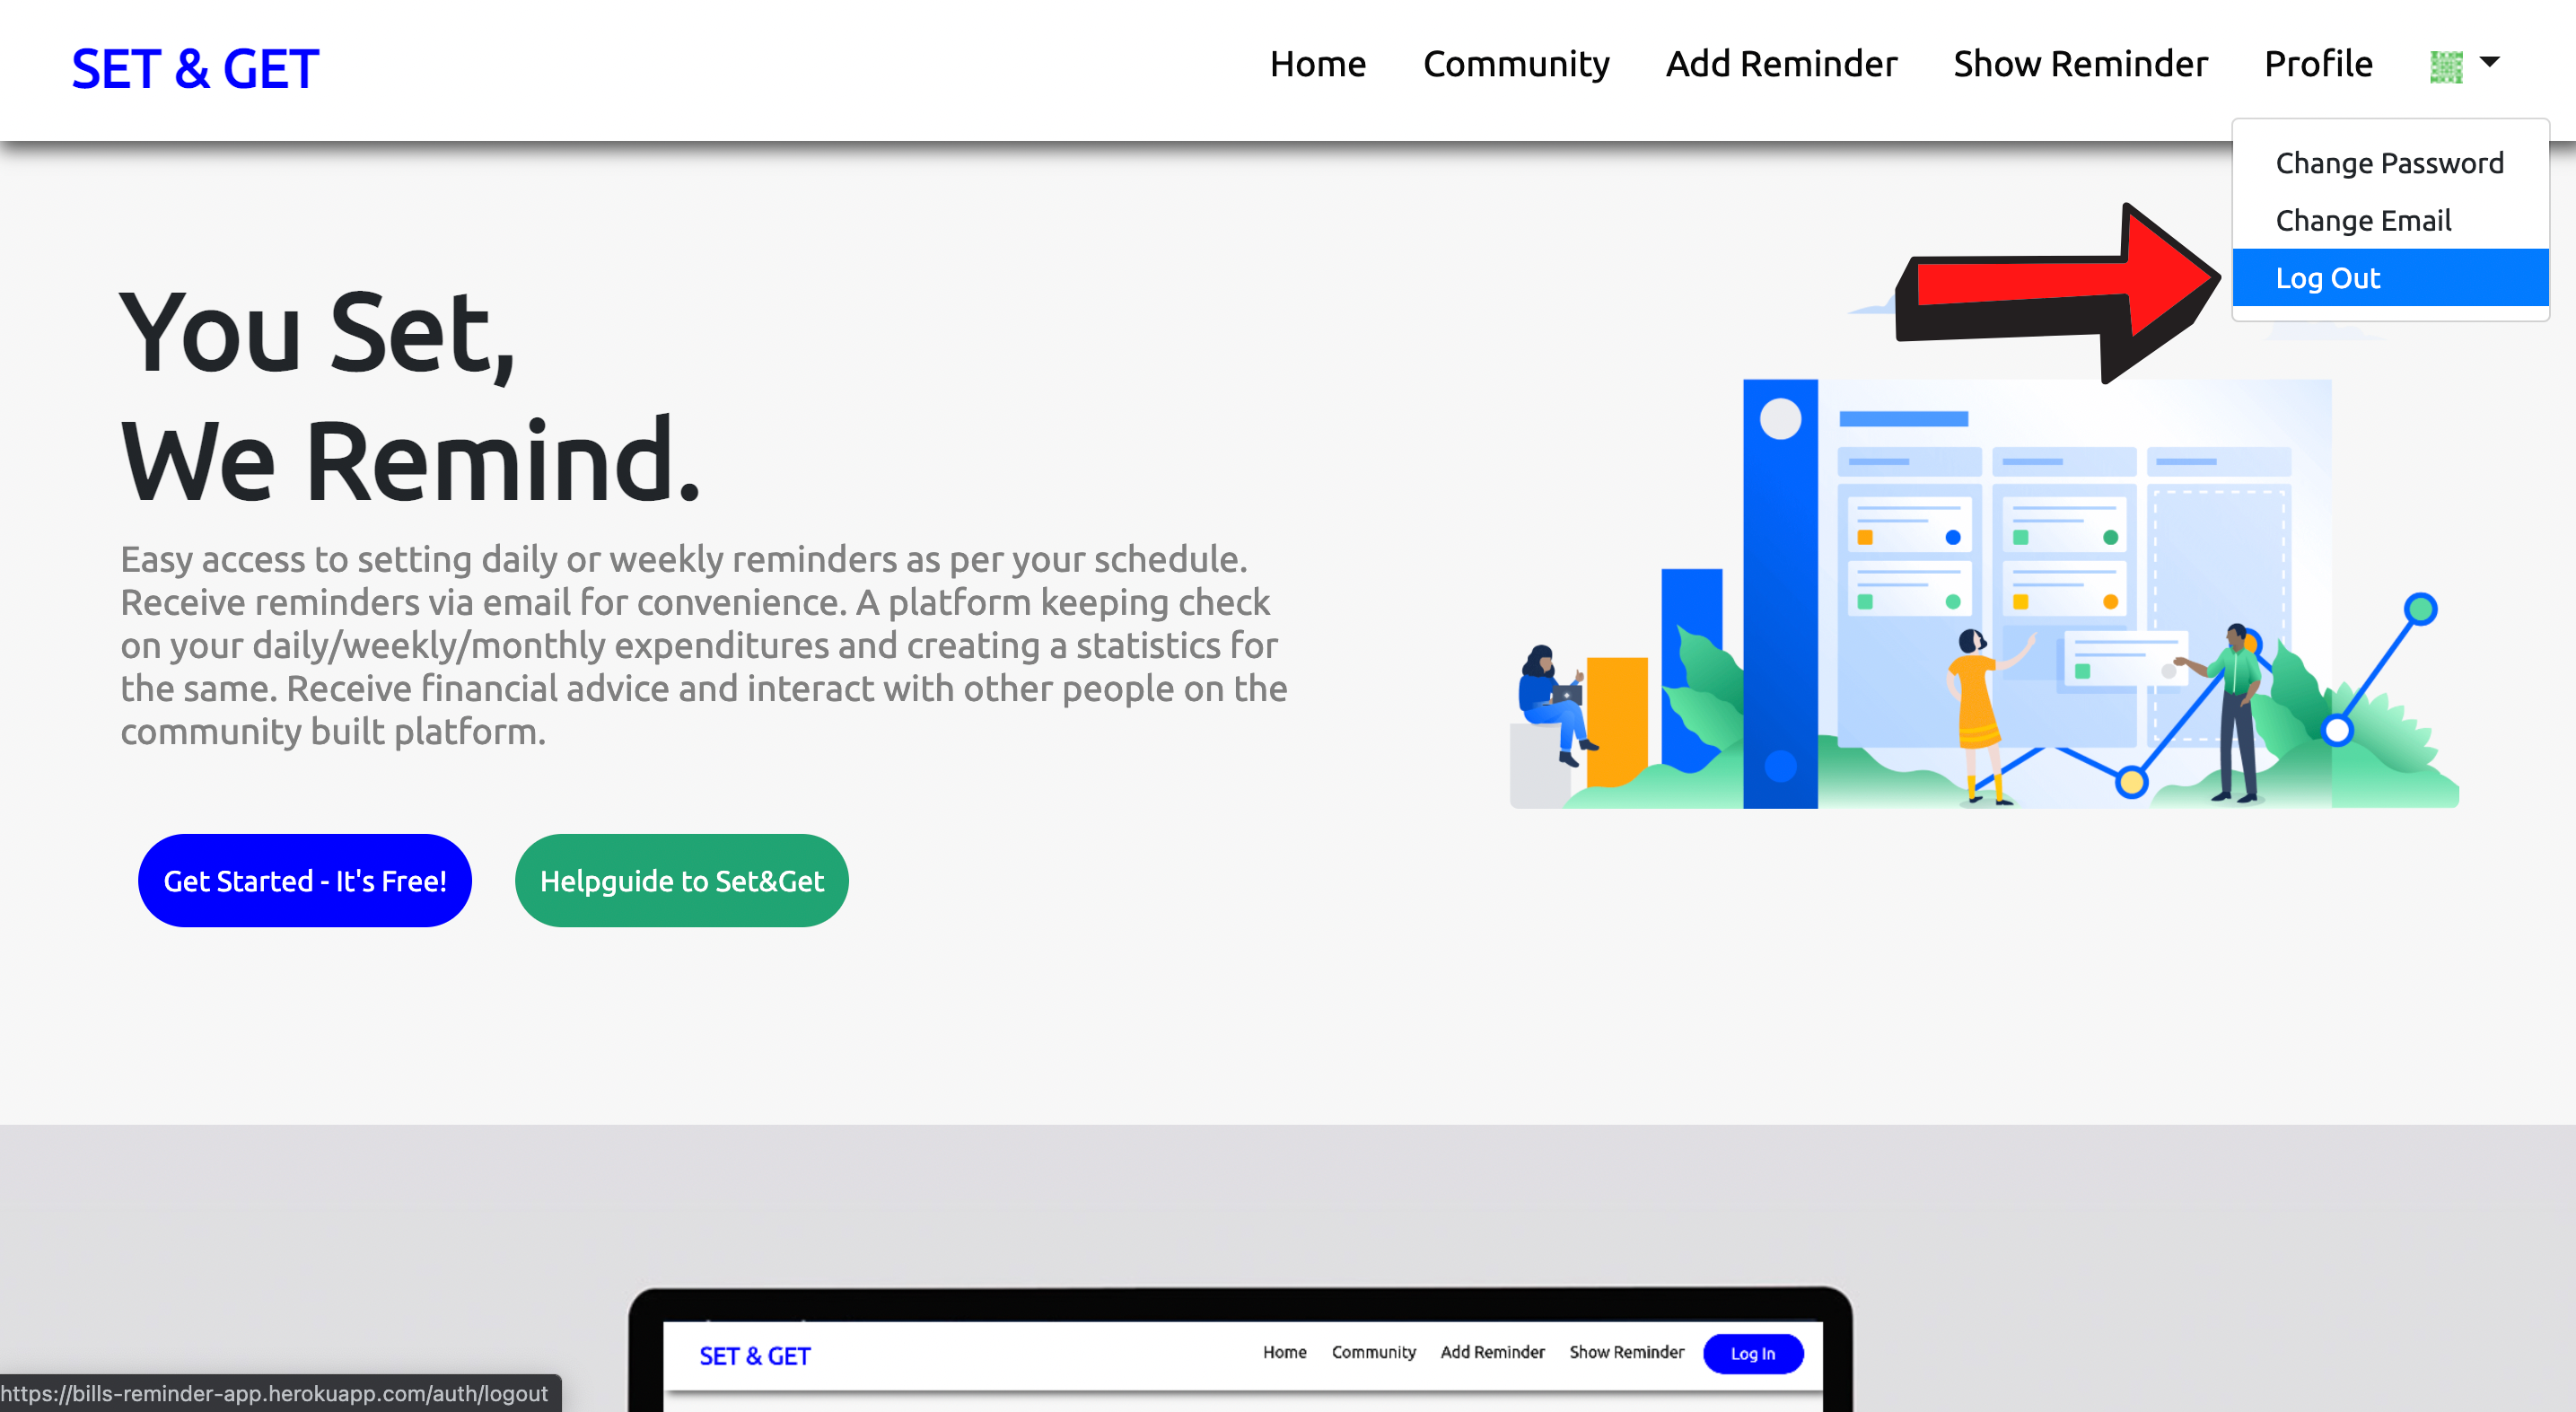 SET & GET
Home Community Add Reminder Show Reminder Profile
Change Password
Change Email
Log Out
You Set,
We Remind.
Easy access to setting daily or weekly reminders as per your schedule.
Receive reminders via email for convenience. A platform keeping check
on your daily/weekly/monthly expenditures and creating a statistics for
the same. Receive financial advice and interact with other people on the
community built platform.
Get Started - It's Free! Helpguide to Set&Get
SET & GET
Home Community Add Reminder Show Reminder Log In
https://bills-reminder-app.herokuapp.com/auth/logout